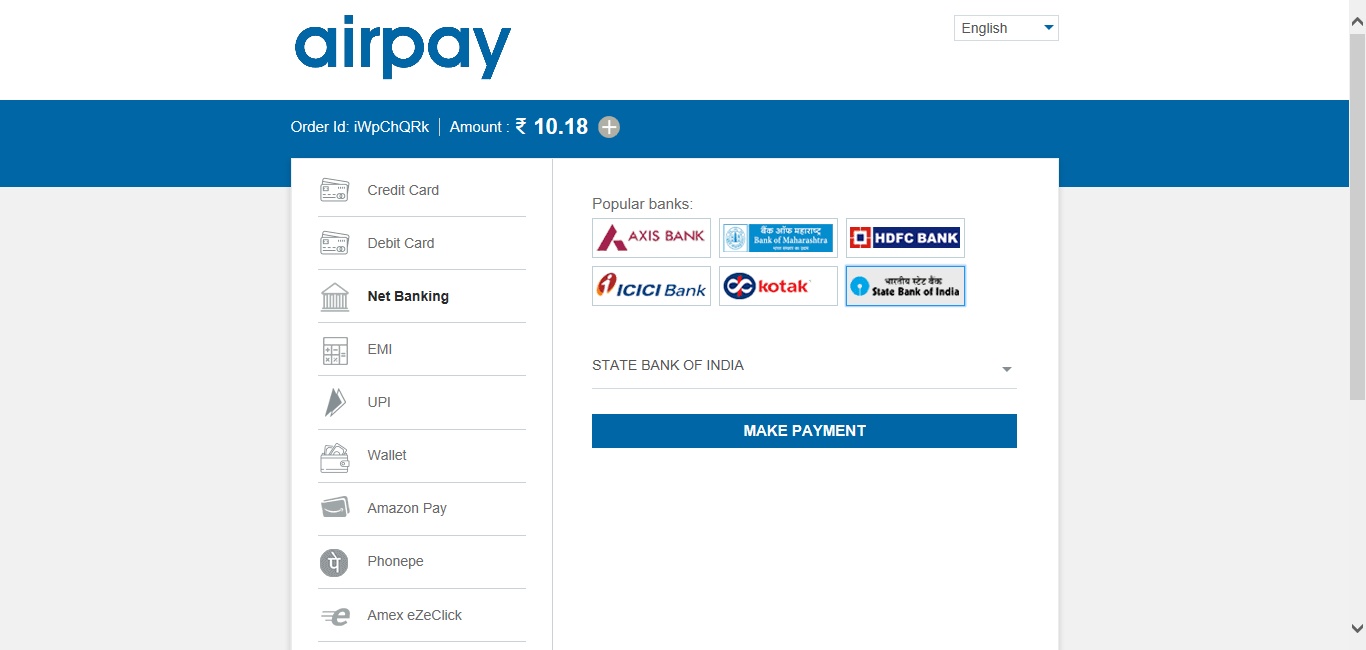 airpay
English
Order Id: iWpChQRk | Amount : ₹ 10.18
Credit Card
Debit Card
Net Banking
EMI
UPI
Wallet
Amazon Pay
Phonepe
Amex eZeClick
Popular banks:
AXIS BANK
बैंक ऑफ महाराष्ट्र
Bank of Maharashtra
HDFC BANK
ICICI Bank
kotak
भारतीय स्टेट बैंक
State Bank of India
STATE BANK OF INDIA
MAKE PAYMENT